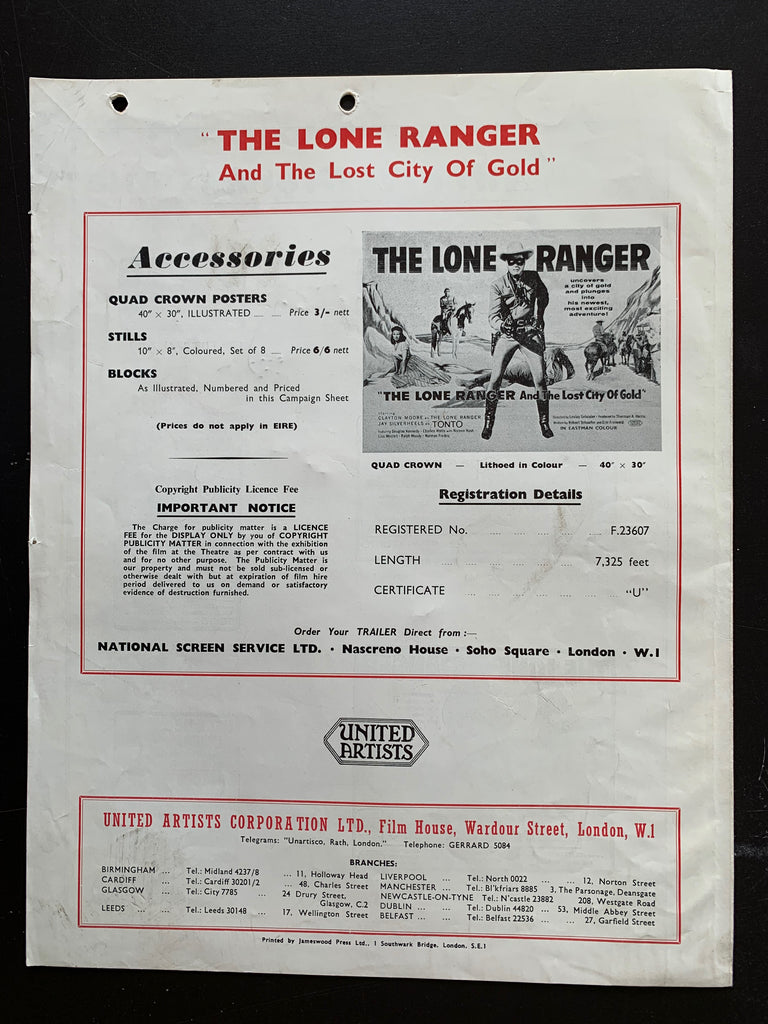 “THE LONE RANGER
And The Lost City Of Gold”
Accessories
QUAD CROWN POSTERS
40″ × 30″, ILLUSTRATED .... .... Price 3/– nett
STILLS
10″ × 8″, Coloured, Set of 8 .... Price 6/6 nett
BLOCKS
As Illustrated, Numbered and Priced
in this Campaign Sheet
(Prices do not apply in EIRE)
Copyright Publicity Licence Fee
IMPORTANT NOTICE
The Charge for publicity matter is a LICENCE
FEE for the DISPLAY ONLY by you of COPYRIGHT
PUBLICITY MATTER in connection with the exhibition
of the film at the Theatre as per contract with us
and for no other purpose. The Publicity Matter is
our property and must not be sold sub-licensed or
otherwise dealt with but at expiration of film hire
period delivered to us on demand or satisfactory
evidence of destruction furnished.
THE LONE RANGER
uncovers
a city of gold
and plunges
into
his newest,
most exciting
adventure!
"THE LONE RANGER And The Lost City Of Gold"
starring
CLAYTON MOORE as THE LONE RANGER
JAY SILVERHEELS as TONTO
IN EASTMAN COLOUR
QUAD CROWN — Lithoed in Colour — 40″ × 30″
Registration Details
REGISTERED No. .... .... .... .... F.23607
LENGTH .... .... .... .... .... 7,325 feet
CERTIFICATE .... .... .... .... .... “U”
Order Your TRAILER Direct from :—
NATIONAL SCREEN SERVICE LTD. · Nascreno House · Soho Square · London · W.1
UNITED
ARTISTS
UNITED ARTISTS CORPORATION LTD., Film House, Wardour Street, London, W.1
Telegrams: "Unartisco, Rath, London." Telephone: GERRARD 5084
BRANCHES:
BIRMINGHAM ... Tel.: Midland 4237/8 ... 11, Holloway Head
CARDIFF ... Tel.: Cardiff 30201/2 ... 48, Charles Street
GLASGOW ... Tel.: City 7785 ... 24 Drury Street,
Glasgow, C.2
LEEDS ... ... Tel.: Leeds 30148 ... 17, Wellington Street
LIVERPOOL ... Tel.: North 0022 ... ... 12, Norton Street
MANCHESTER ... Tel.: Bl'kfriars 8885 3, The Parsonage, Deansgate
NEWCASTLE-ON-TYNE Tel.: N'castle 23882 208, Westgate Road
DUBLIN ... ... Tel.: Dublin 44820 ... 53, Middle Abbey Street
BELFAST ... ... Tel.: Belfast 22536 ... ... 27, Garfield Street
Printed by Jameswood Press Ltd., 1 Southwark Bridge, London, S.E.1